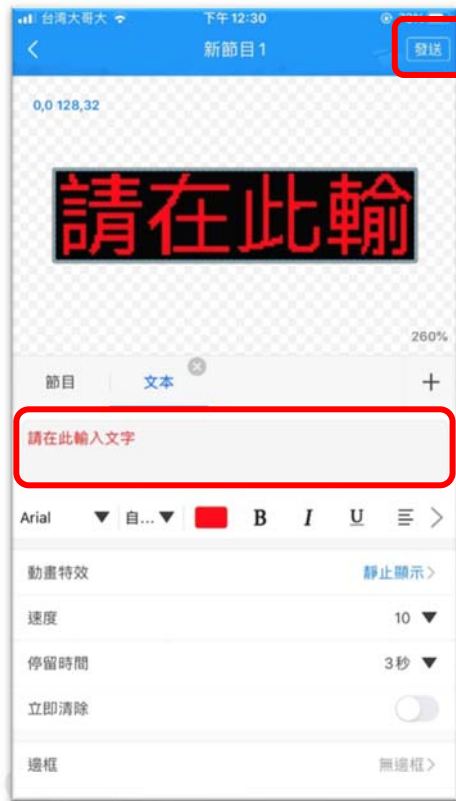 台湾大哥大 下午12:30
新節目1 發送
0,0 128,32
請在此輸
260%
節目 文本 +
請在此輸入文字
Arial 自... B I U
動畫特效 靜止顯示
速度 10
停留時間 3秒
立即清除
邊框 無邊框